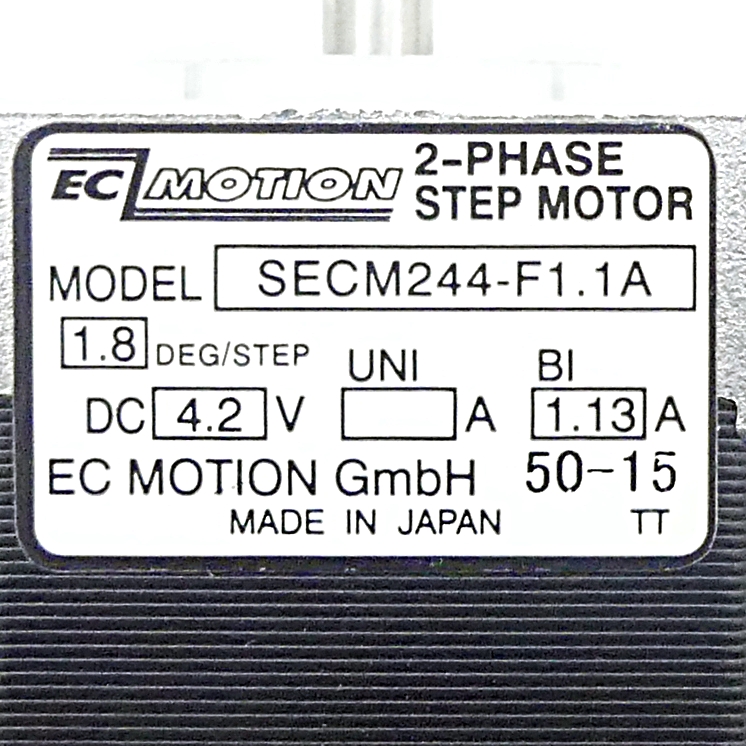 EC MOTION 2-PHASE
STEP MOTOR
MODEL SECM244-F1.1A
1.8 DEG/STEP UNI BI
DC 4.2 V A 1.13 A
EC MOTION GmbH 50-15
MADE IN JAPAN TT